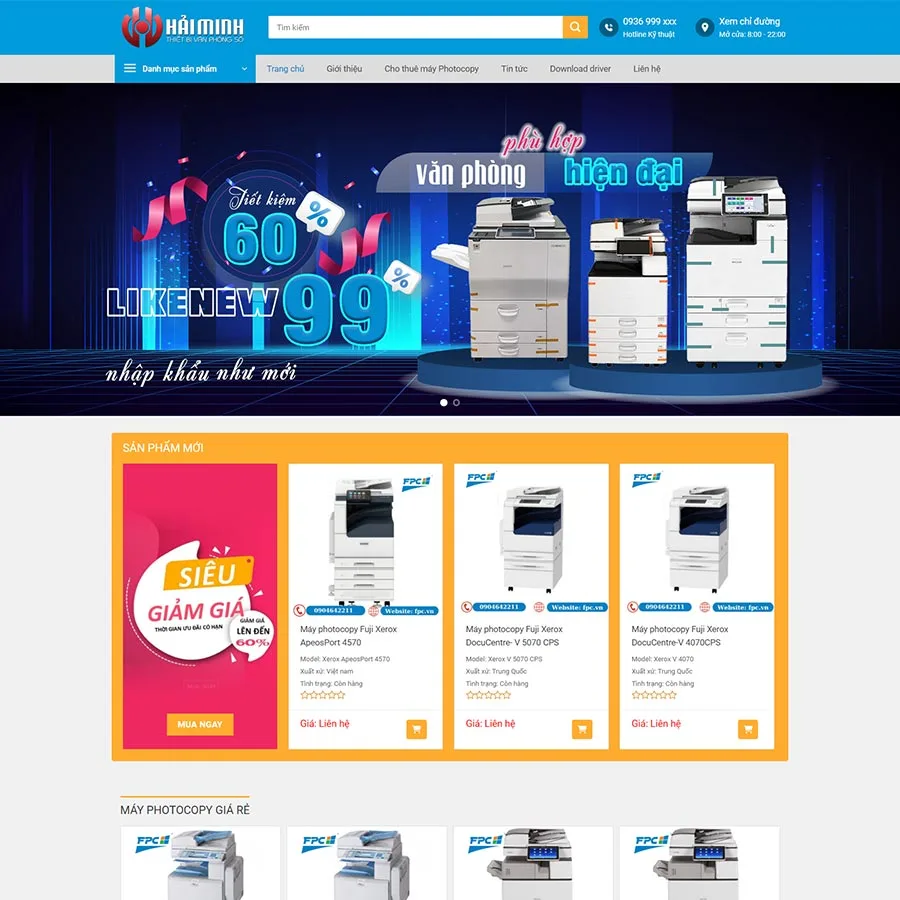 HẢI MINH
THIẾT BỊ VĂN PHÒNG SỐ
Tìm kiếm
0936 999 xxx
Hotline Kỹ thuật
Xem chỉ đường
Mở cửa: 8:00 - 22:00
Danh mục sản phẩm
Trang chủ
Giới thiệu
Cho thuê máy Photocopy
Tin tức
Download driver
Liên hệ
phù hợp
văn phòng hiện đại
Tiết kiệm
60%
LIKENEW 99%
nhập khẩu như mới
SẢN PHẨM MỚI
SIÊU
GIẢM GIÁ
THỜI GIAN ƯU ĐÃI CÓ HẠN
GIẢM GIÁ
LÊN ĐẾN
60%
MUA NGAY
FPC
0904642211
Website: fpc.vn
Máy photocopy Fuji Xerox
ApeosPort 4570
Model: Xerox ApeosPort 4570
Xuất xứ: Việt nam
Tình trạng: Còn hàng
Giá: Liên hệ
FPC
0904642211
Website: fpc.vn
Máy photocopy Fuji Xerox
DocuCentre- V 5070 CPS
Model: Xerox V 5070 CPS
Xuất xứ: Trung Quốc
Tình trạng: Còn hàng
Giá: Liên hệ
FPC
0904642211
Website: fpc.vn
Máy photocopy Fuji Xerox
DocuCentre-V 4070CPS
Model: Xerox V 4070
Xuất xứ: Trung Quốc
Tình trạng: Còn hàng
Giá: Liên hệ
MÁY PHOTOCOPY GIÁ RẺ
FPC
FPC
FPC
FPC